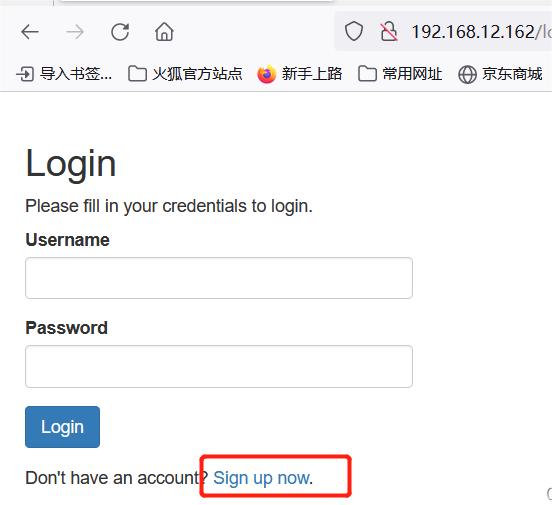 192.168.12.162/lo
导入书签... 火狐官方站点 新手上路 常用网址 京东商城
Login
Please fill in your credentials to login.
Username
Password
Login
Don't have an account? Sign up now.